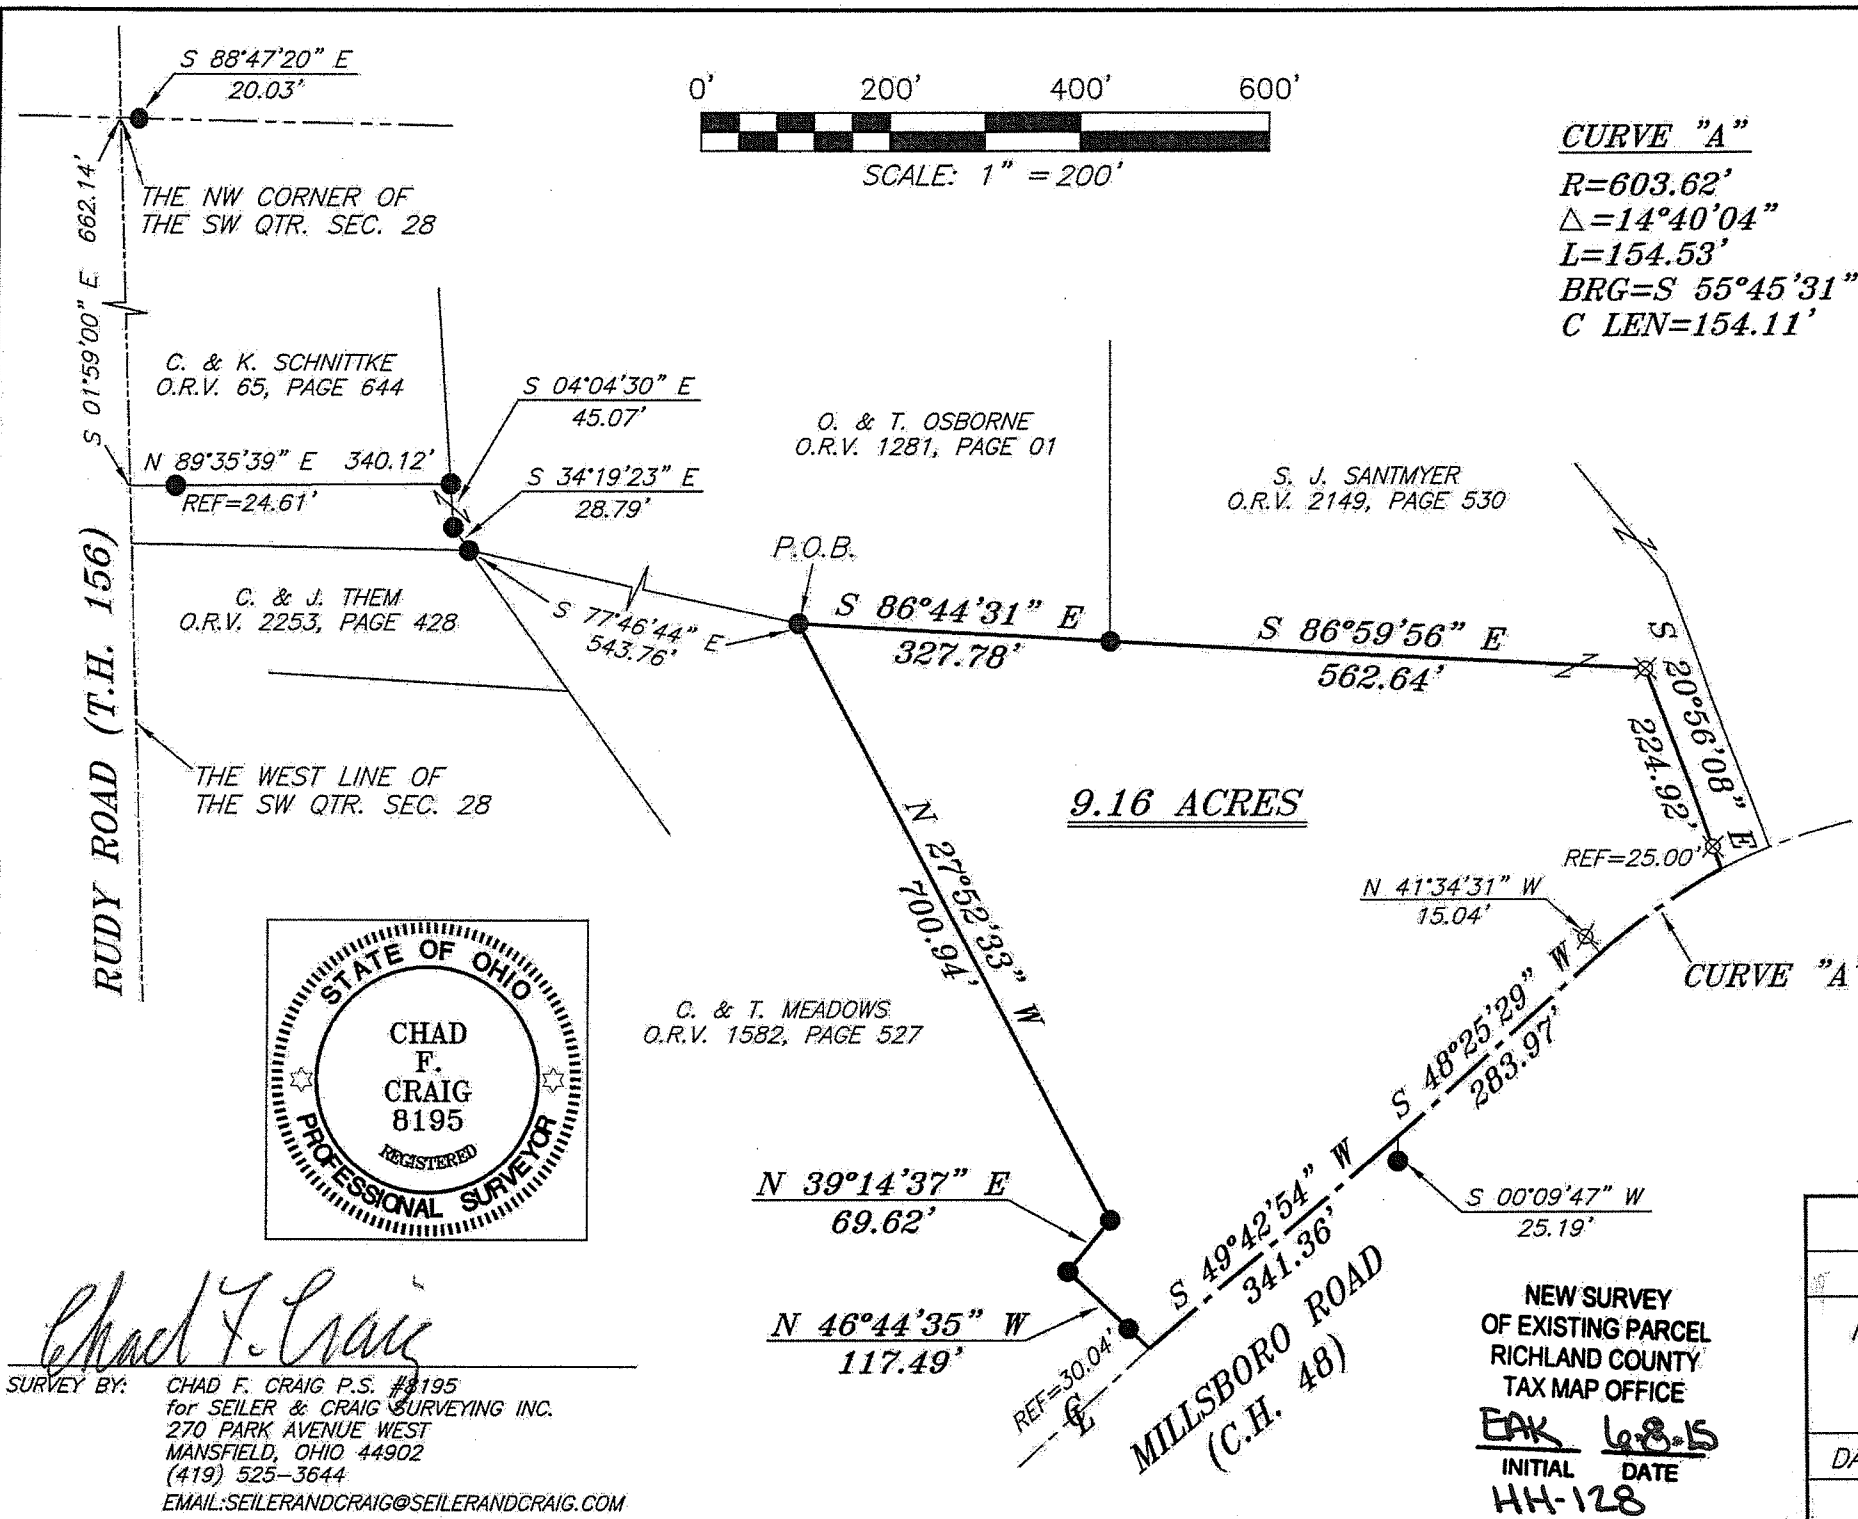 S 88°47'20" E
20.03'
0' 200' 400' 600'
SCALE: 1" = 200'
CURVE "A"
R=603.62'
△=14°40'04"
L=154.53'
BRG=S 55°45'31"
C LEN=154.11'
S 01°59'00" E 662.14'
THE NW CORNER OF
THE SW QTR. SEC. 28
C. & K. SCHNITTKE
O.R.V. 65, PAGE 644
S 04°04'30" E
45.07'
O. & T. OSBORNE
O.R.V. 1281, PAGE 01
N 89°35'39" E 340.12'
REF=24.61'
S 34°19'23" E
28.79'
S. J. SANTMYER
O.R.V. 2149, PAGE 530
P.O.B.
C. & J. THEM
O.R.V. 2253, PAGE 428
S 77°46'44" E
543.76'
S 86°44'31" E
327.78'
S 86°59'56" E
562.64'
S 20°56'08" E
224.92'
RUDY ROAD (T.H. 156)
THE WEST LINE OF
THE SW QTR. SEC. 28
9.16 ACRES
N 27°52'33" W
700.94'
REF=25.00'
N 41°34'31" W
15.04'
CURVE "A"
STATE OF OHIO
CHAD
F.
CRAIG
8195
REGISTERED
PROFESSIONAL SURVEYOR
C. & T. MEADOWS
O.R.V. 1582, PAGE 527
S 48°25'29" W
283.97'
N 39°14'37" E
69.62'
S 49°42'54" W
341.36'
S 00°09'47" W
25.19'
N 46°44'35" W
117.49'
REF=30.04'
CL
MILLSBORO ROAD
(C.H. 48)
NEW SURVEY
OF EXISTING PARCEL
RICHLAND COUNTY
TAX MAP OFFICE
EAK 6-8-15
INITIAL DATE
HH-128
Chad F. Craig
SURVEY BY: CHAD F. CRAIG P.S. #8195
for SEILER & CRAIG SURVEYING INC.
270 PARK AVENUE WEST
MANSFIELD, OHIO 44902
(419) 525-3644
EMAIL:SEILERANDCRAIG@SEILERANDCRAIG.COM
DA